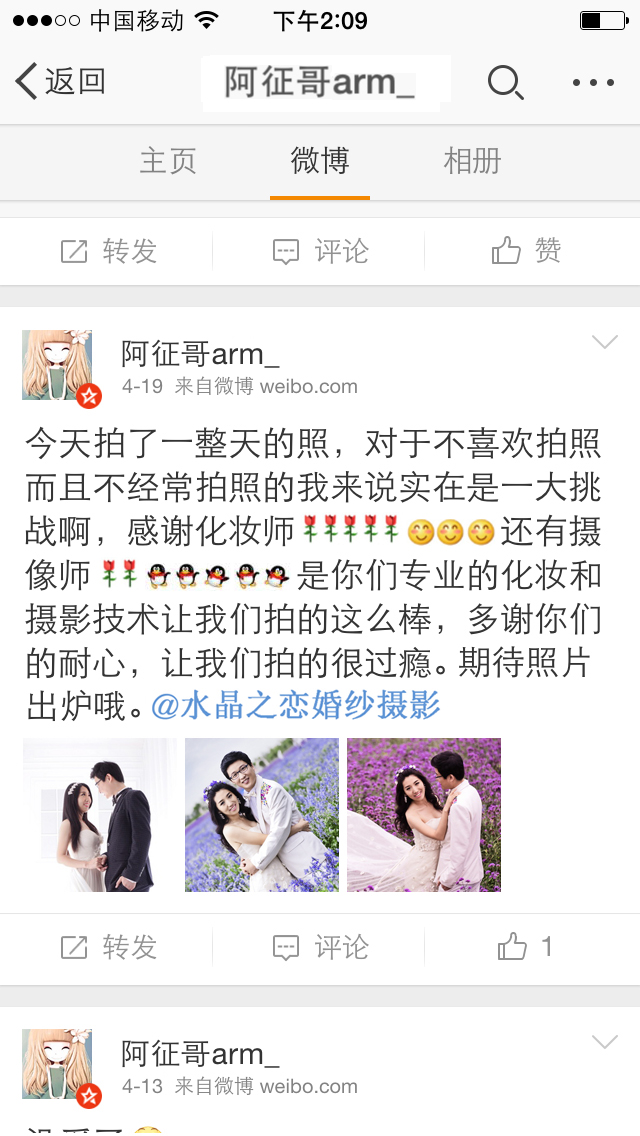 中国移动 下午2:09
返回 阿征哥arm_
主页 微博 相册
转发 评论 赞
阿征哥arm_
4-19 来自微博 weibo.com
今天拍了一整天的照，对于不喜欢拍照
而且不经常拍照的我来说实在是一大挑
战啊，感谢化妆师🌹🌹🌹🌹🌹😊😊😊还有摄
像师🌹🌹🐧🐧🐧🐧🐧是你们专业的化妆和
摄影技术让我们拍的这么棒，多谢你们
的耐心，让我们拍的很过瘾。期待照片
出炉哦。@水晶之恋婚纱摄影
转发 评论 1
阿征哥arm_
4-13 来自微博 weibo.com